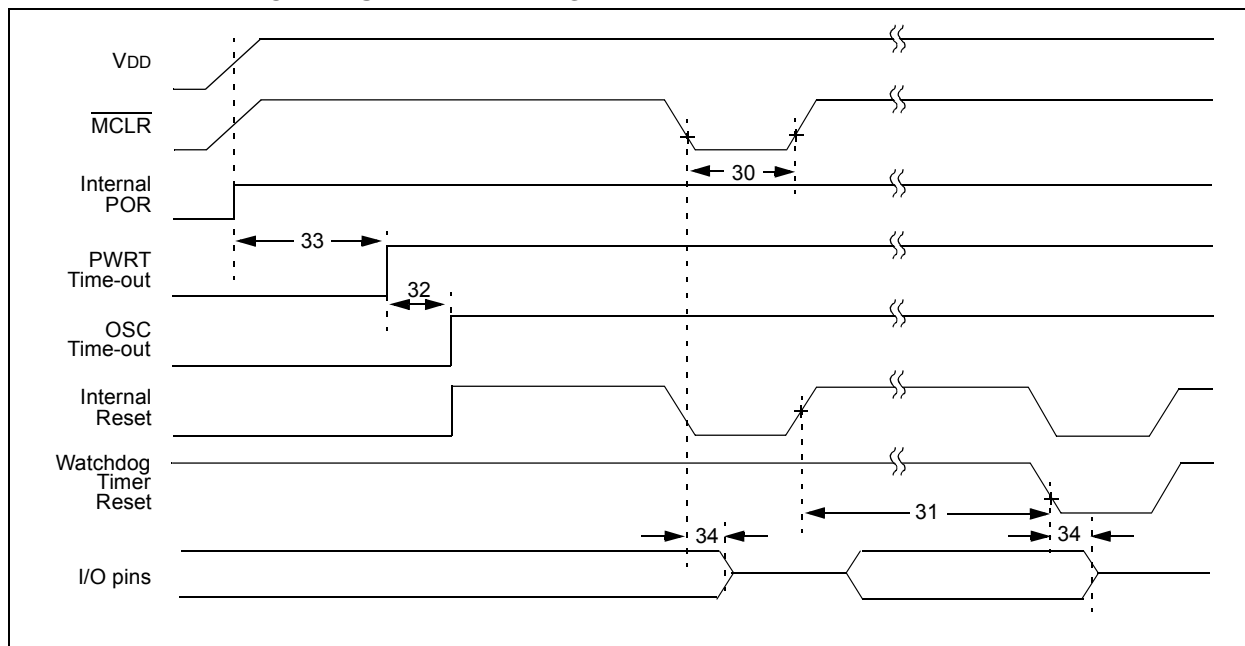 VDD
MCLR
30
Internal
POR
33
PWRT
Time-out
32
OSC
Time-out
Internal
Reset
Watchdog
Timer
Reset
31
34
34
I/O pins